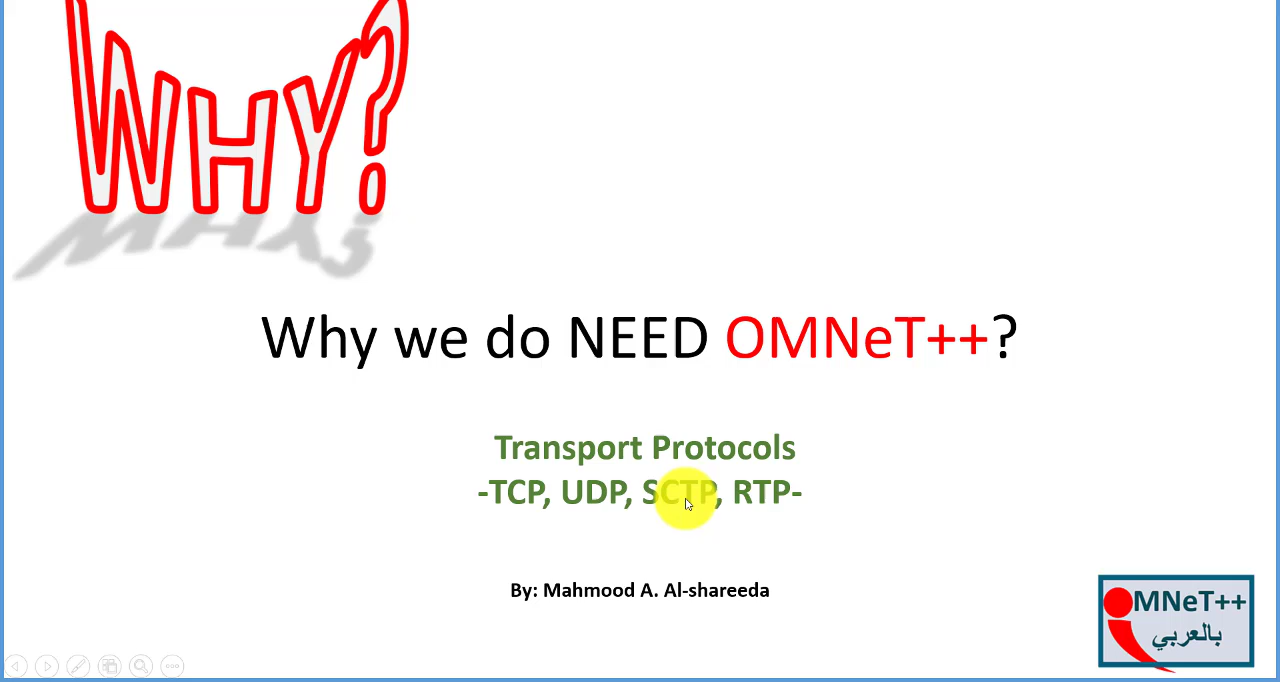 WHY?
Why we do NEED OMNeT++?
Transport Protocols
-TCP, UDP, SCTP, RTP-
By: Mahmood A. Al-shareeda
OMNeT++
بالعربي